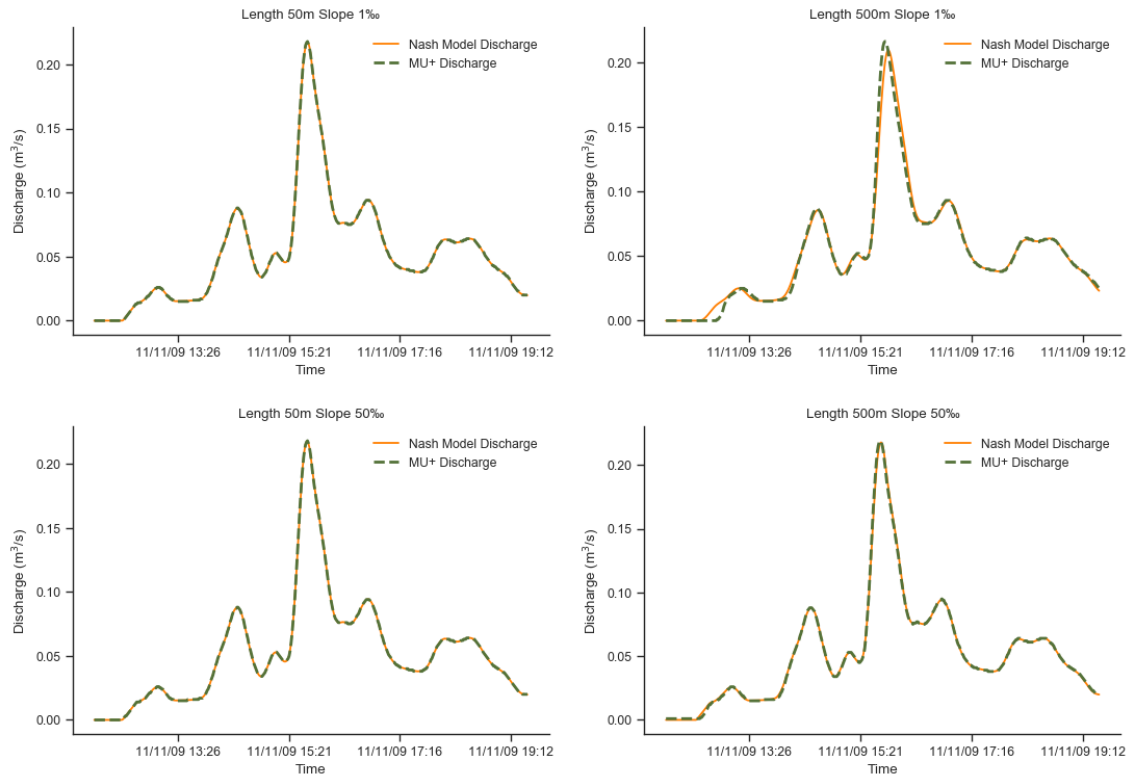 Length 50m Slope 1‰
Nash Model Discharge
MU+ Discharge
0.20
0.15
0.10
0.05
0.00
Discharge (m³/s)
11/11/09 13:26 11/11/09 15:21 11/11/09 17:16 11/11/09 19:12
Time
Length 500m Slope 1‰
Nash Model Discharge
MU+ Discharge
0.20
0.15
0.10
0.05
0.00
Discharge (m³/s)
11/11/09 13:26 11/11/09 15:21 11/11/09 17:16 11/11/09 19:12
Time
Length 50m Slope 50‰
Nash Model Discharge
MU+ Discharge
0.20
0.15
0.10
0.05
0.00
Discharge (m³/s)
11/11/09 13:26 11/11/09 15:21 11/11/09 17:16 11/11/09 19:12
Time
Length 500m Slope 50‰
Nash Model Discharge
MU+ Discharge
0.20
0.15
0.10
0.05
0.00
Discharge (m³/s)
11/11/09 13:26 11/11/09 15:21 11/11/09 17:16 11/11/09 19:12
Time